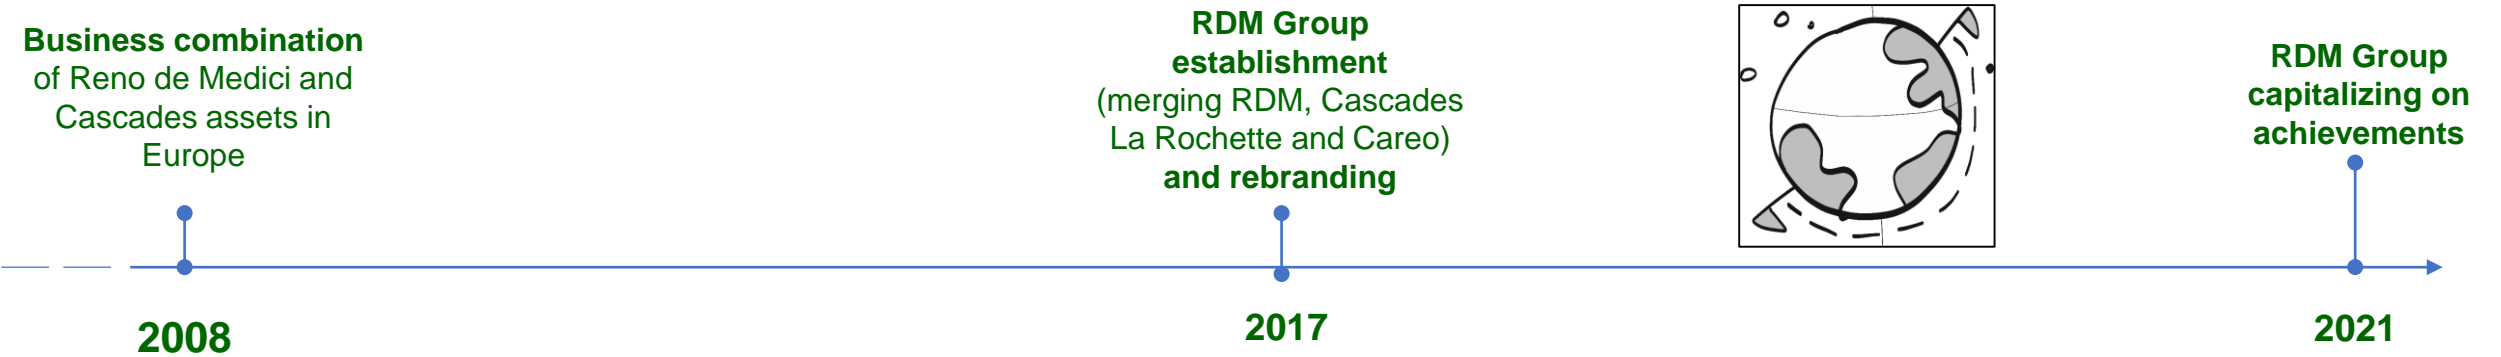 Business combination
of Reno de Medici and
Cascades assets in
Europe
2008
RDM Group
establishment
(merging RDM, Cascades
La Rochette and Careo)
and rebranding
2017
RDM Group
capitalizing on
achievements
2021